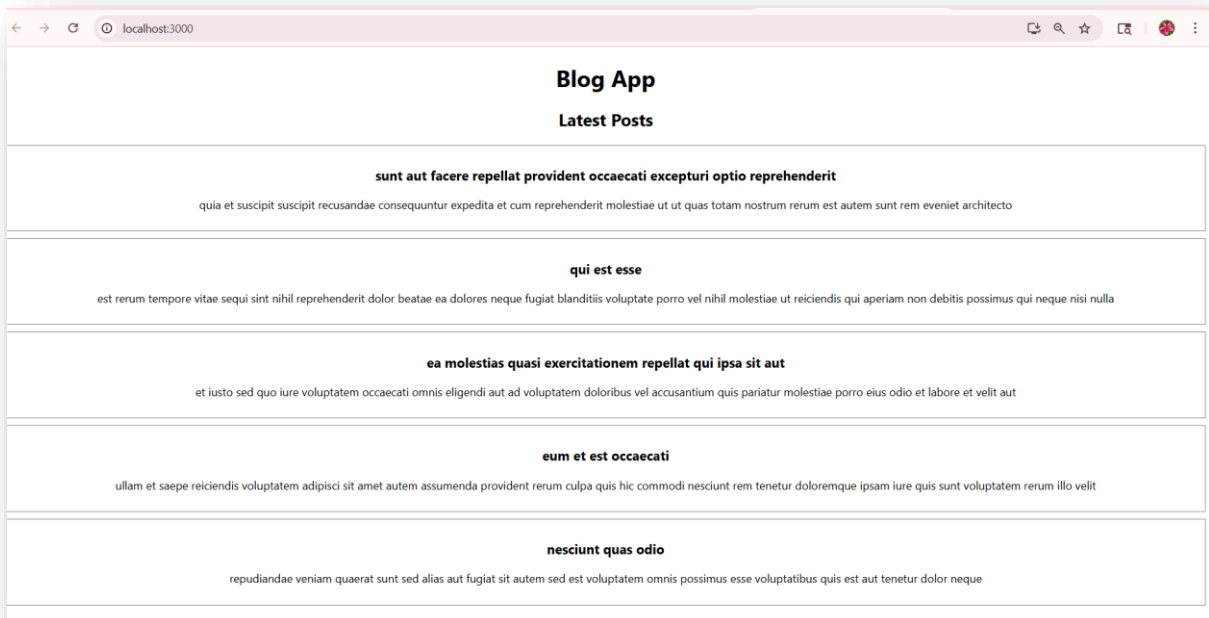 localhost:3000
Blog App
Latest Posts
sunt aut facere repellat provident occaecati excepturi optio reprehenderit
quia et suscipit suscipit recusandae consequuntur expedita et cum reprehenderit molestiae ut ut quas totam nostrum rerum est autem sunt rem eveniet architecto
qui est esse
est rerum tempore vitae sequi sint nihil reprehenderit dolor beatae ea dolores neque fugiat blanditiis voluptate porro vel nihil molestiae ut reiciendis qui aperiam non debitis possimus qui neque nisi nulla
ea molestias quasi exercitationem repellat qui ipsa sit aut
et iusto sed quo iure voluptatem occaecati omnis eligendi aut ad voluptatem doloribus vel accusantium quis pariatur molestiae porro eius odio et labore et velit aut
eum et est occaecati
ullam et saepe reiciendis voluptatem adipisci sit amet autem assumenda provident rerum culpa quis hic commodi nesciunt rem tenetur doloremque ipsam iure quis sunt voluptatem rerum illo velit
nesciunt quas odio
repudiandae veniam quaerat sunt sed alias aut fugiat sit autem sed est voluptatem omnis possimus esse voluptatibus quis est aut tenetur dolor neque